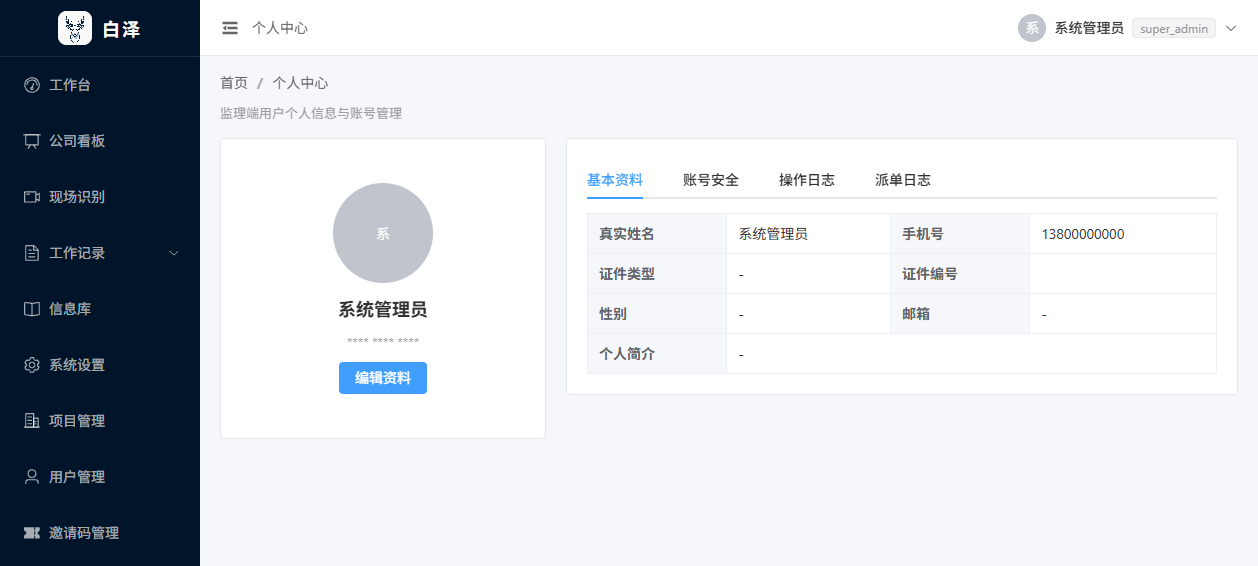 白泽
个人中心
系 系统管理员 super_admin
工作台
公司看板
现场识别
工作记录
信息库
系统设置
项目管理
用户管理
邀请码管理
首页 / 个人中心
监理端用户个人信息与账号管理
系
系统管理员
**** **** ****
编辑资料
基本资料 账号安全 操作日志 派单日志
真实姓名 系统管理员 手机号 13800000000
证件类型 - 证件编号
性别 - 邮箱 -
个人简介 -